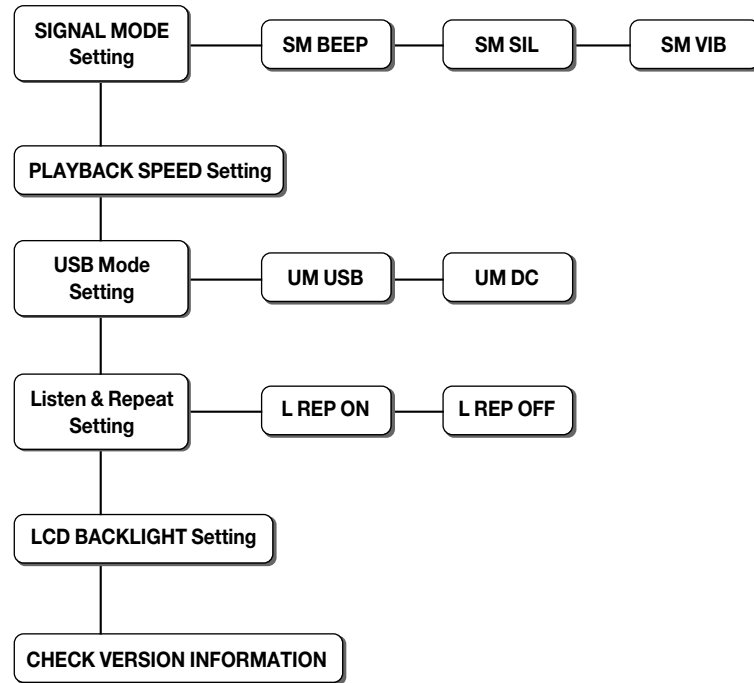 SIGNAL MODE
Setting
SM BEEP
SM SIL
SM VIB
PLAYBACK SPEED Setting
USB Mode
Setting
UM USB
UM DC
Listen & Repeat
Setting
L REP ON
L REP OFF
LCD BACKLIGHT Setting
CHECK VERSION INFORMATION